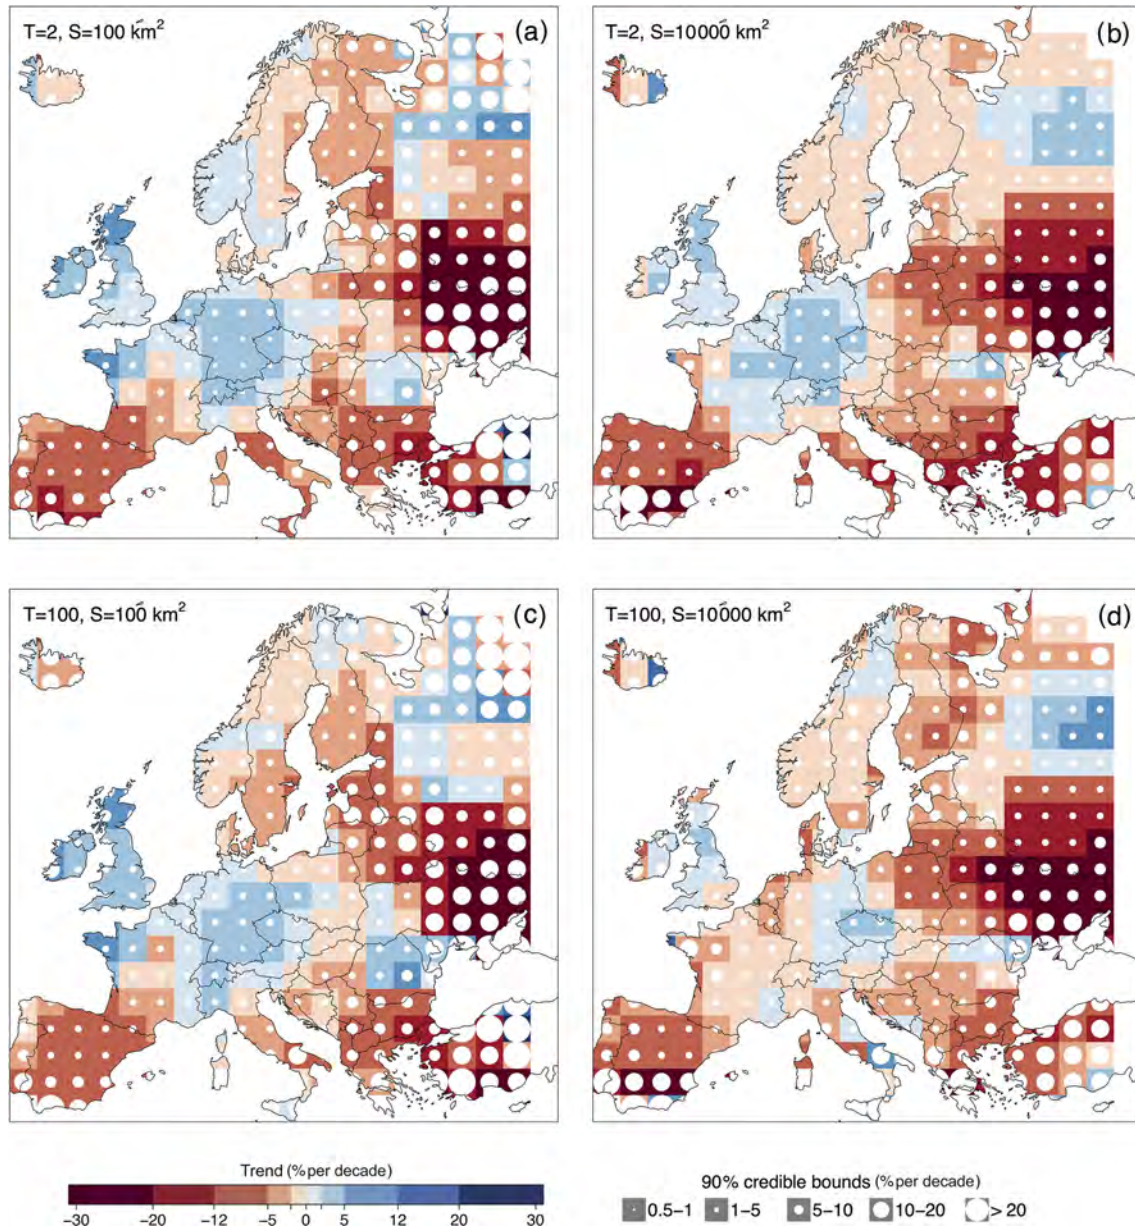 T=2, S=100 km²
(a)
T=2, S=10000 km²
(b)
T=100, S=100 km²
(c)
T=100, S=10000 km²
(d)
Trend (% per decade)
−30 −20 −12 −5 −2 0 2 5 12 20 30
90% credible bounds (% per decade)
0.5−1 1−5 5−10 10−20 > 20